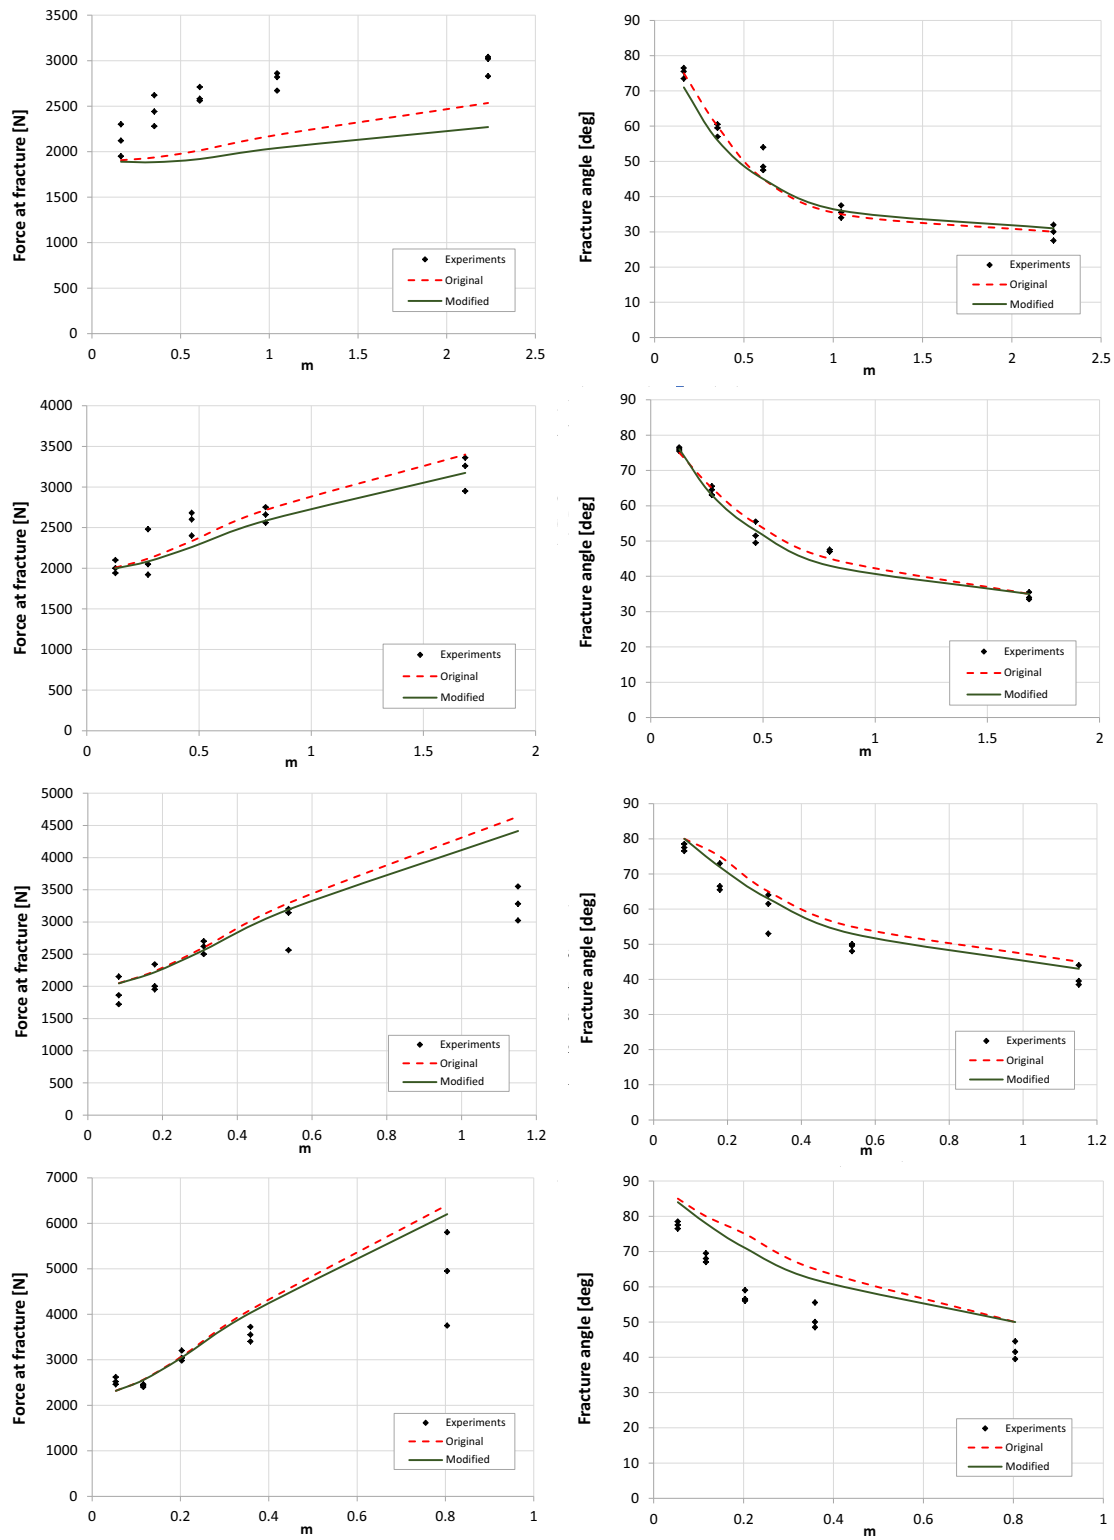 3500
3000
2500
2000
1500
1000
500
0
Force at fracture [N]
0 0.5 1 1.5 2 2.5
m
Experiments
Original
Modified
90
80
70
60
50
40
30
20
10
0
Fracture angle [deg]
0 0.5 1 1.5 2 2.5
m
Experiments
Original
Modified
4000
3500
3000
2500
2000
1500
1000
500
0
Force at fracture [N]
0 0.5 1 1.5 2
m
Experiments
Original
Modified
90
80
70
60
50
40
30
20
10
0
Fracture angle [deg]
0 0.5 1 1.5 2
m
Experiments
Original
Modified
5000
4500
4000
3500
3000
2500
2000
1500
1000
500
0
Force at fracture [N]
0 0.2 0.4 0.6 0.8 1 1.2
m
Experiments
Original
Modified
90
80
70
60
50
40
30
20
10
0
Fracture angle [deg]
0 0.2 0.4 0.6 0.8 1 1.2
m
Experiments
Original
Modified
7000
6000
5000
4000
3000
2000
1000
0
Force at fracture [N]
0 0.2 0.4 0.6 0.8 1
m
Experiments
Original
Modified
90
80
70
60
50
40
30
20
10
0
Fracture angle [deg]
0 0.2 0.4 0.6 0.8 1
m
Experiments
Original
Modified